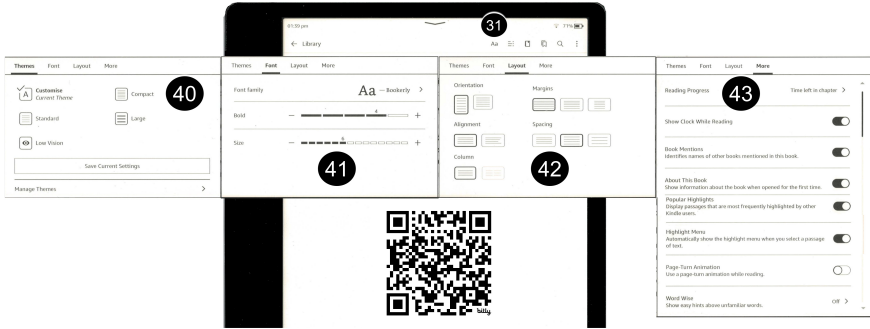 01:59 pm
31
71%
← Library
Aa
Themes Font Layout More
40
A
Customise
Current Theme
Compact
Standard
Large
Low Vision
Save Current Settings
Manage Themes >
Themes Font Layout More
Font family Aa – Bookerly >
Bold − 4 +
Size − 6 +
41
Themes Font Layout More
Orientation Margins
Alignment Spacing
Column
42
Themes Font Layout More
43
Reading Progress Time left in chapter >
Show Clock While Reading
Book Mentions
Identifies names of other books mentioned in this book.
About This Book
Show information about the book when opened for the first time.
Popular Highlights
Display passages that are most frequently highlighted by other
Kindle users.
Highlight Menu
Automatically show the highlight menu when you select a passage
of text.
Page-Turn Animation
Use a page-turn animation while reading.
Word Wise Off >
Show easy hints above unfamiliar words.
bitly